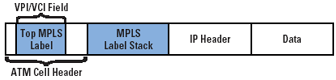 VPI/VCI Field
Top MPLS
Label
MPLS
Label Stack
IP Header
Data
ATM Cell Header